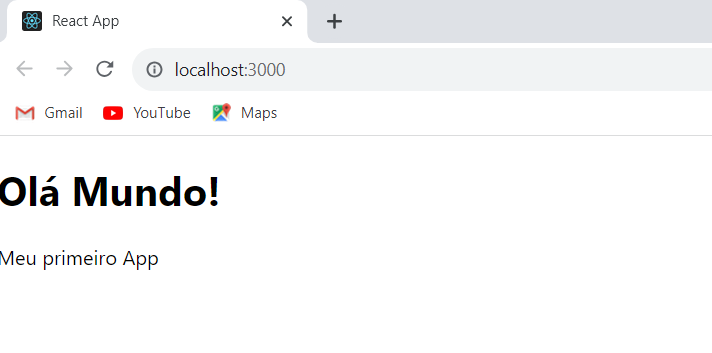 React App
localhost:3000
Gmail YouTube Maps
Olá Mundo!
Meu primeiro App